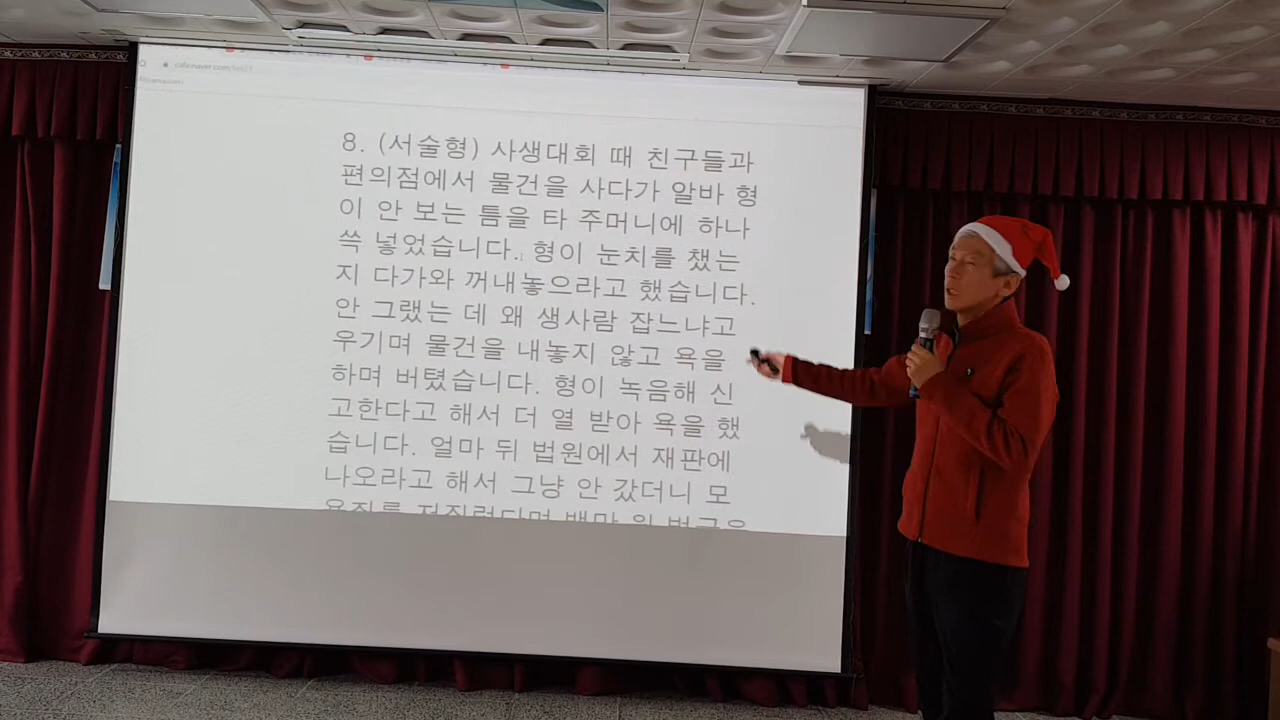 cafe.naver.com
8. (서술형) 사생대회 때 친구들과
편의점에서 물건을 사다가 알바 형
이 안 보는 틈을 타 주머니에 하나
쓱 넣었습니다. 형이 눈치를 챘는
지 다가와 꺼내놓으라고 했습니다.
안 그랬는 데 왜 생사람 잡느냐고
우기며 물건을 내놓지 않고 욕을
하며 버텼습니다. 형이 녹음해 신
고한다고 해서 더 열 받아 욕을 했
습니다. 얼마 뒤 법원에서 재판에
나오라고 해서 그냥 안 갔더니 모